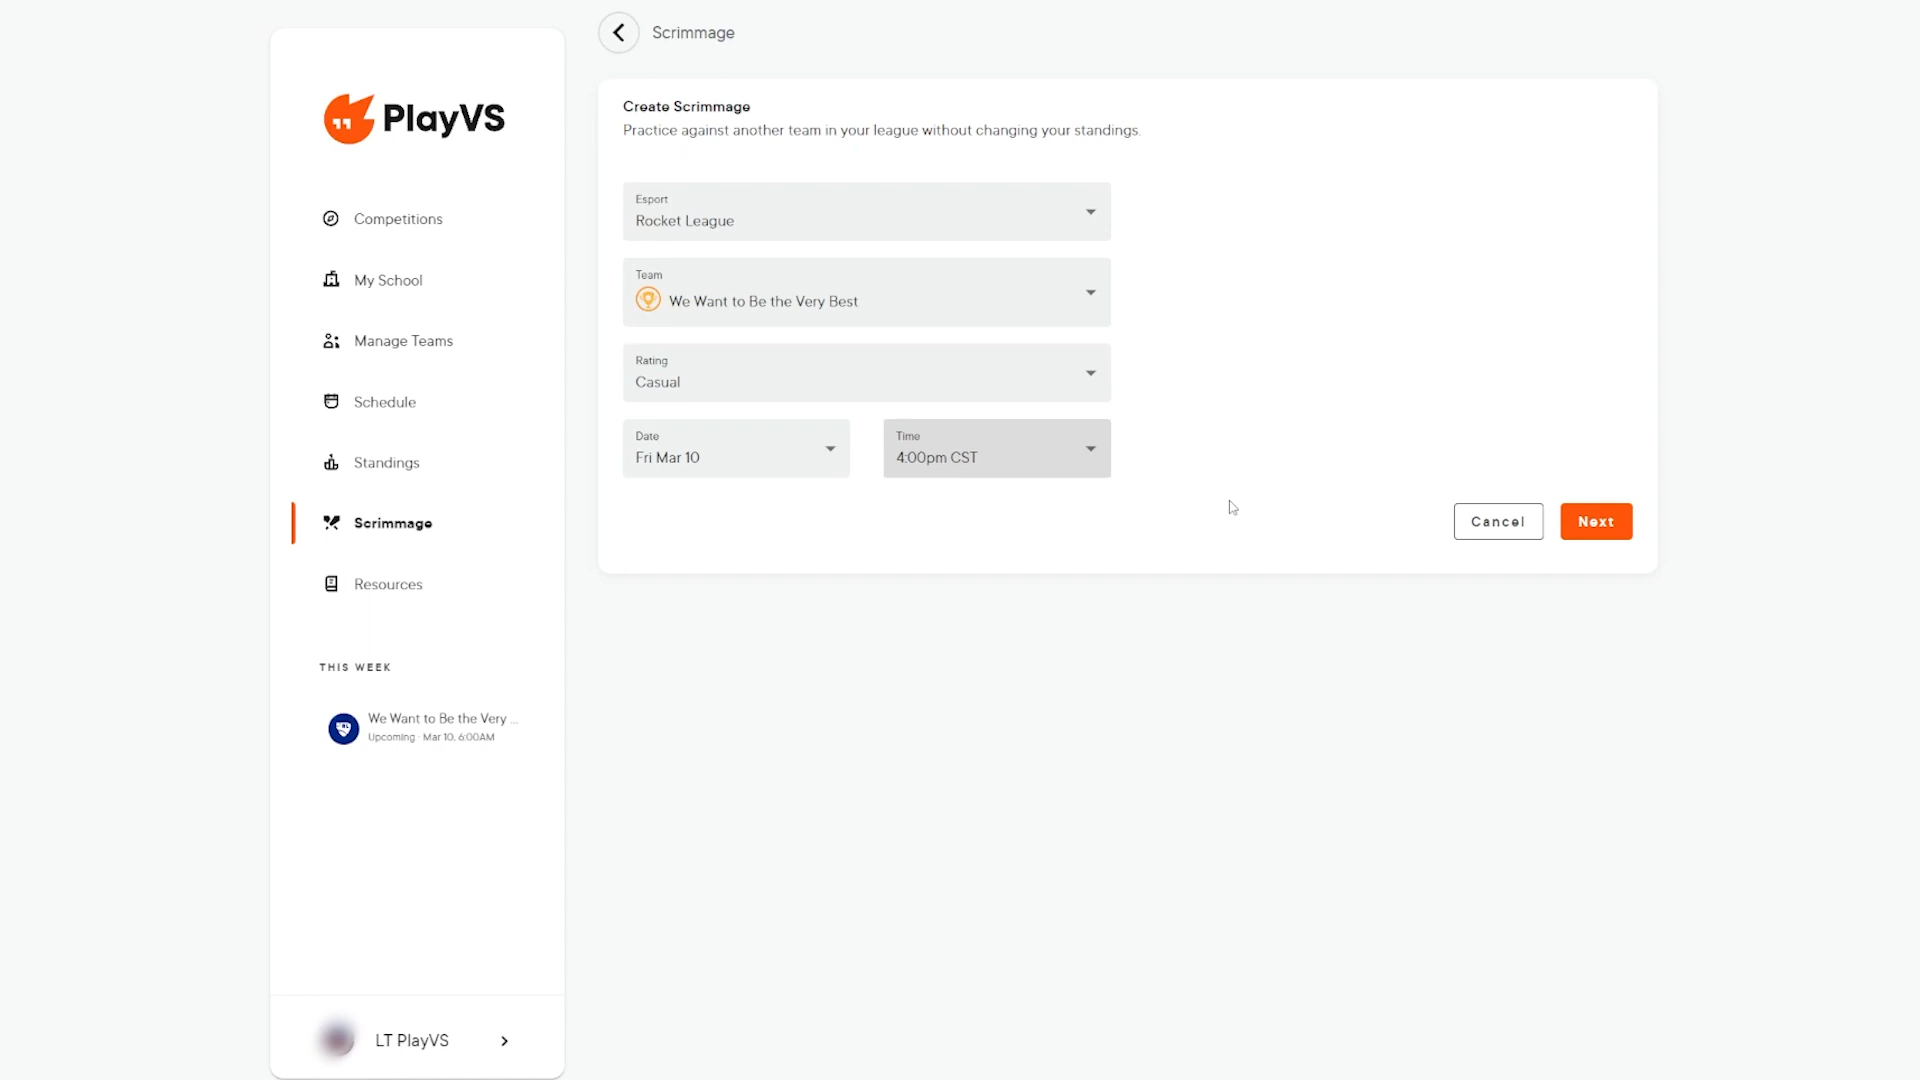 PlayVS
Competitions
My School
Manage Teams
Schedule
Standings
Scrimmage
Resources
THIS WEEK
We Want to Be the Very ...
Upcoming · Mar 10, 6:00AM
LT PlayVS
Scrimmage
Create Scrimmage
Practice against another team in your league without changing your standings.
Esport
Rocket League
Team
We Want to Be the Very Best
Rating
Casual
Date
Fri Mar 10
Time
4:00pm CST
Cancel
Next